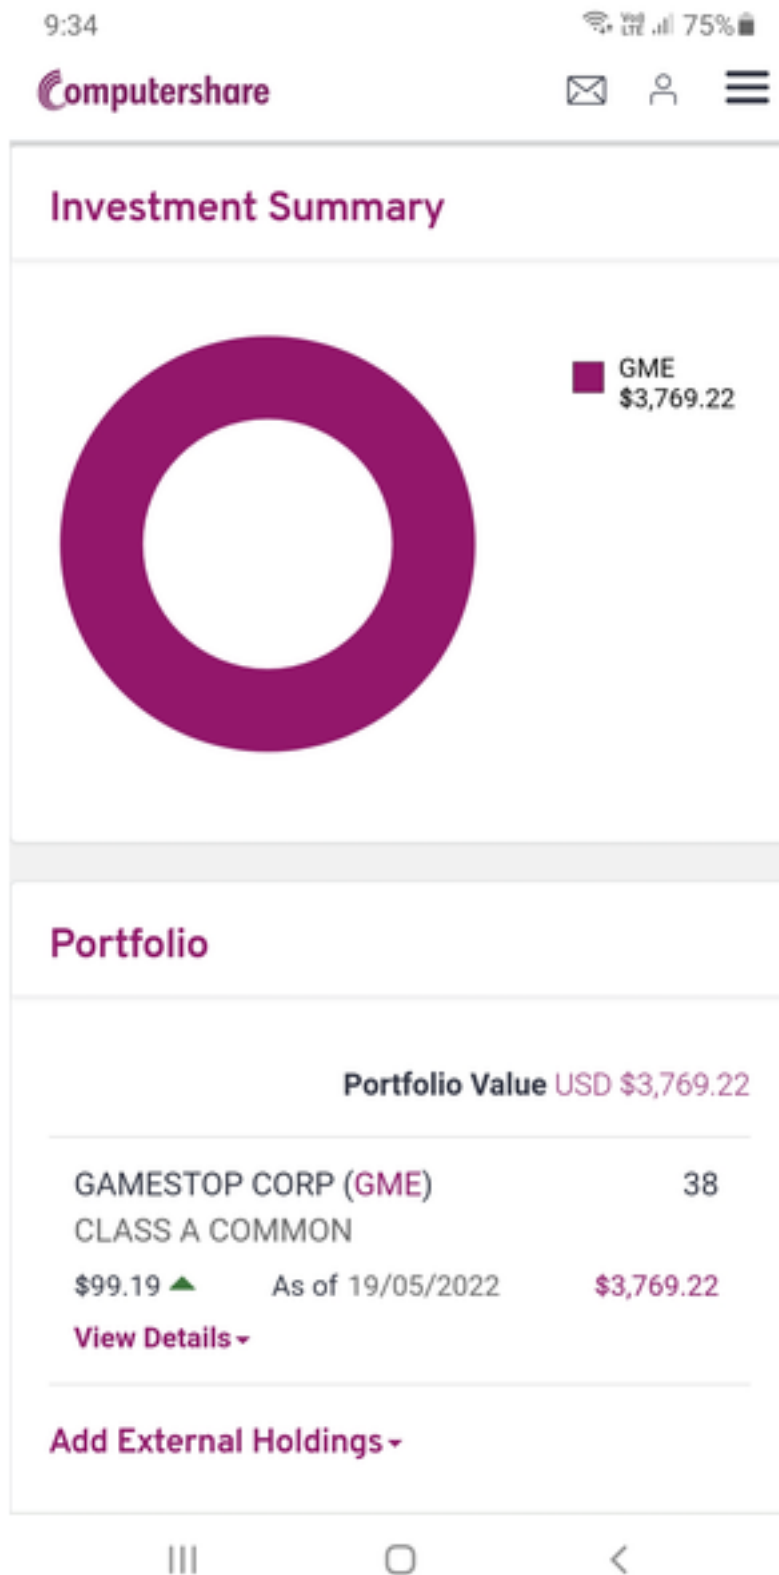 9:34 Vo) LTE 75%
Computershare
Investment Summary
GME
$3,769.22
Portfolio
Portfolio Value USD $3,769.22
GAMESTOP CORP (GME) 38
CLASS A COMMON
$99.19 As of 19/05/2022 $3,769.22
View Details
Add External Holdings